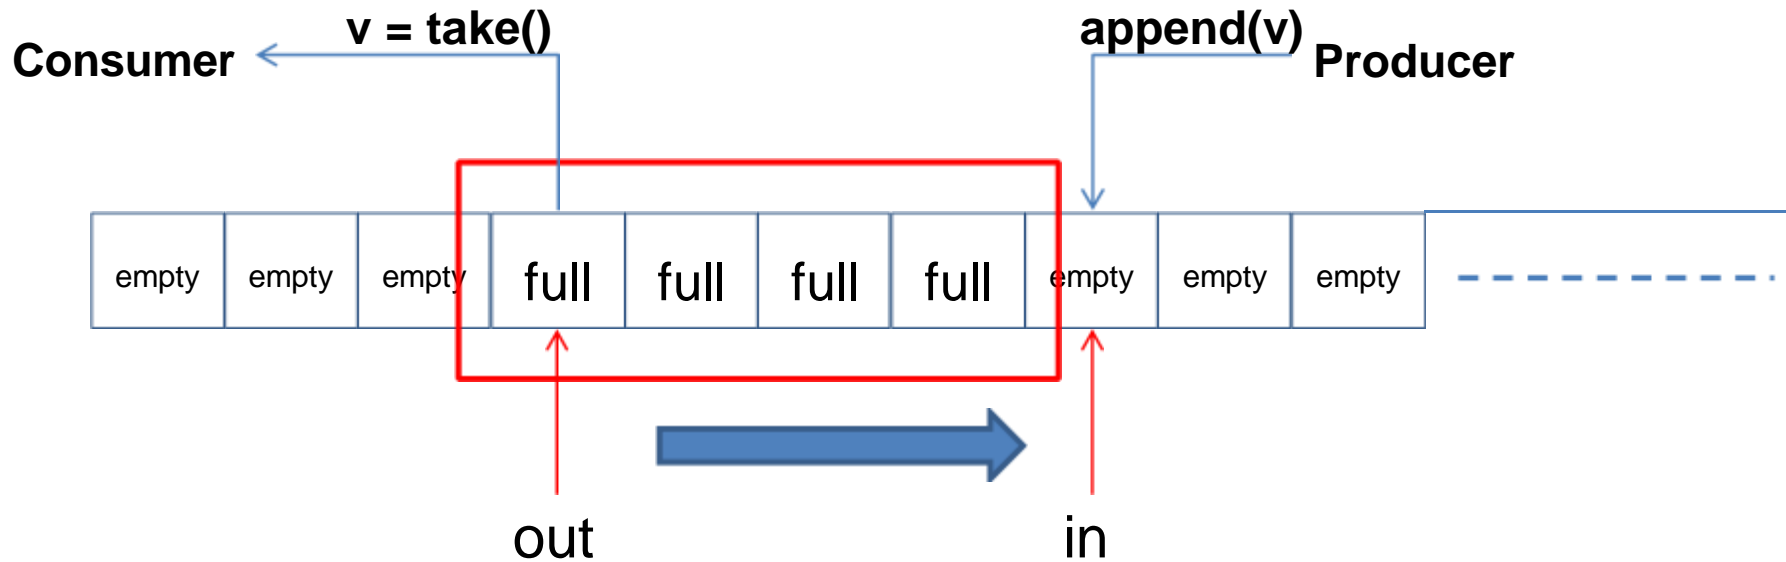 v = take()
append(v)
Consumer
Producer
empty empty empty full full full full empty empty empty
out
in